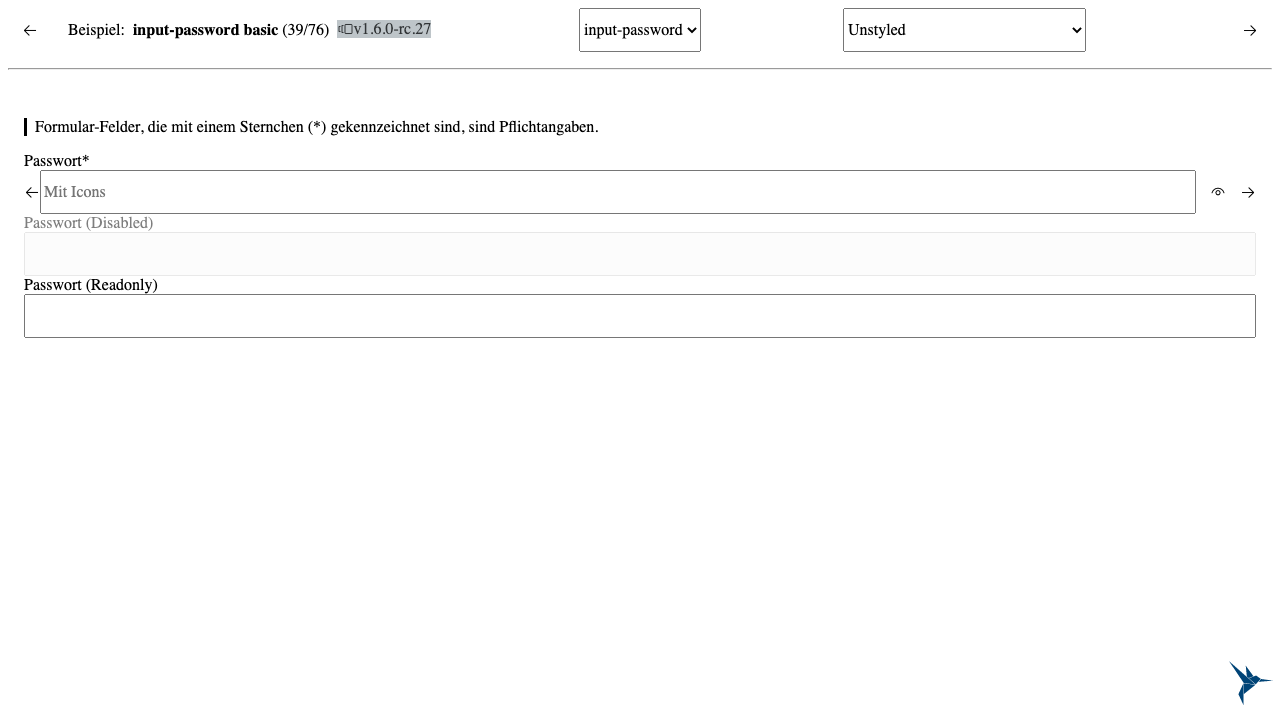 Beispiel: input-password basic (39/76) v1.6.0-rc.27 input-password Unstyled
Formular-Felder, die mit einem Sternchen (*) gekennzeichnet sind, sind Pflichtangaben.
Passwort*
Mit Icons
Passwort (Disabled)
Passwort (Readonly)